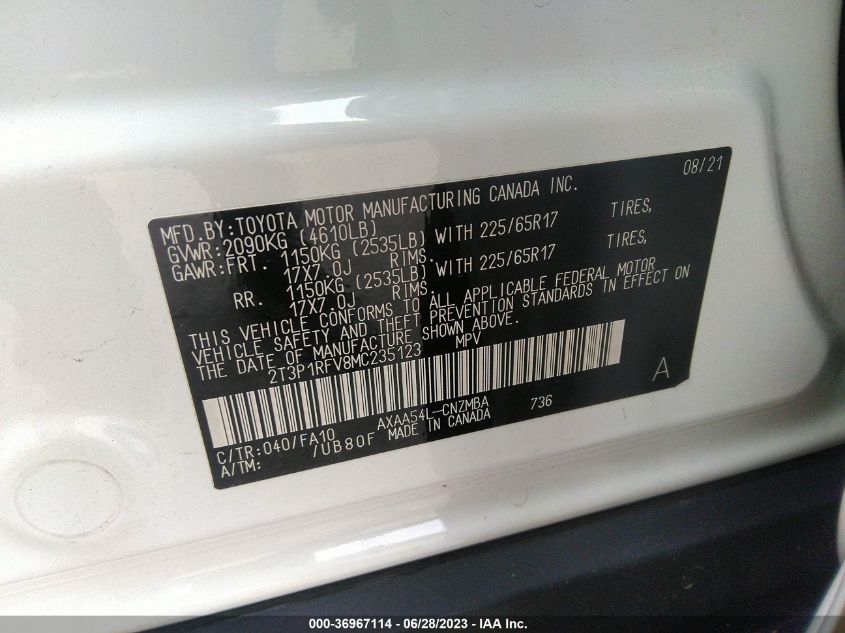 08/21
MFD.BY:TOYOTA MOTOR MANUFACTURING CANADA INC.
GVWR:2090KG (4610LB)
GAWR:FRT. 1150KG (2535LB) WITH 225/65R17 TIRES,
17X7.0J RIMS.
RR. 1150KG (2535LB) WITH 225/65R17 TIRES,
17X7.0J RIMS.
THIS VEHICLE CONFORMS TO ALL APPLICABLE FEDERAL MOTOR
VEHICLE SAFETY AND THEFT PREVENTION STANDARDS IN EFFECT ON
THE DATE OF MANUFACTURE SHOWN ABOVE.
2T3P1RFV8MC235123 MPV
A
C/TR:040/FA10 AXAA54L-CNZMBA 736
A/TM: /UB80F MADE IN CANADA
000-36967114 - 06/28/2023 - IAA Inc.